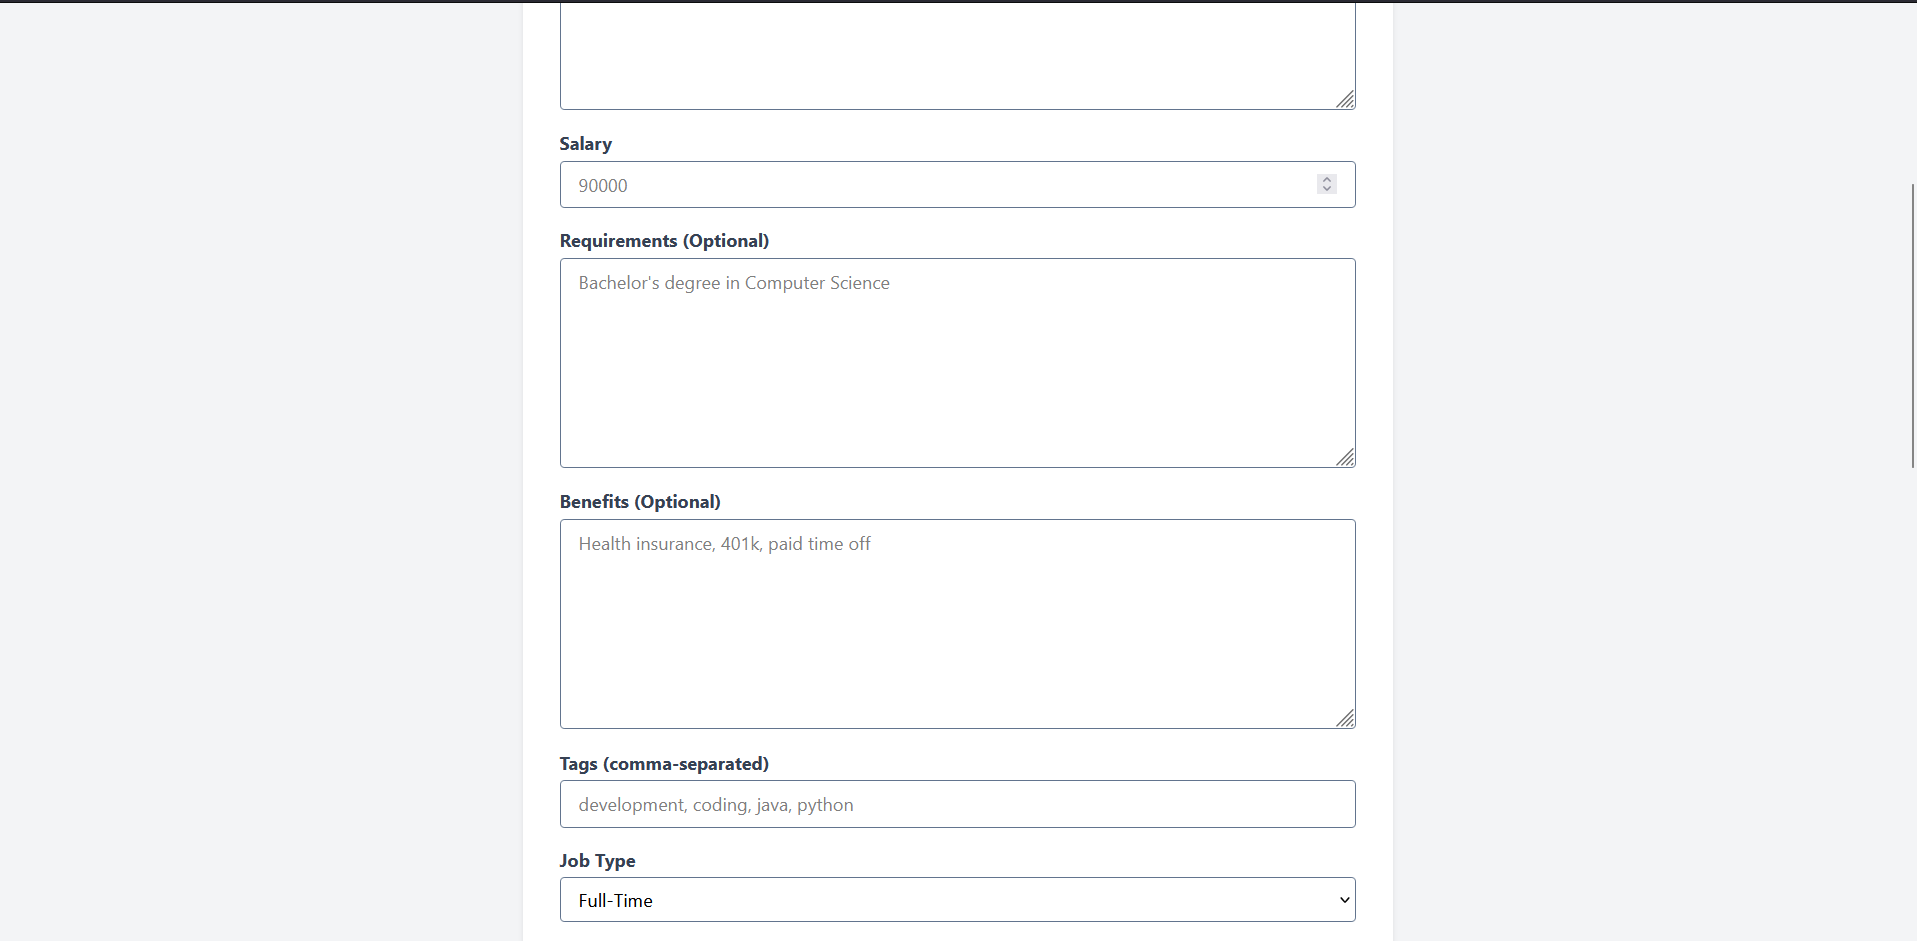 Salary
90000
Requirements (Optional)
Bachelor's degree in Computer Science
Benefits (Optional)
Health insurance, 401k, paid time off
Tags (comma-separated)
development, coding, java, python
Job Type
Full-Time